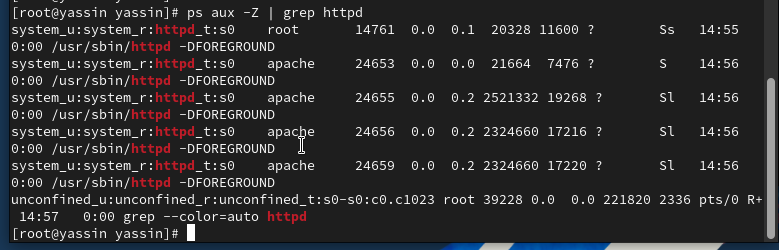 [root@yassin yassin]# ps aux -Z | grep httpd
system_u:system_r:httpd_t:s0    root       14761  0.0  0.1  20328 11600 ?        Ss   14:55
0:00 /usr/sbin/httpd -DFOREGROUND
system_u:system_r:httpd_t:s0    apache     24653  0.0  0.0  21664  7476 ?        S    14:56
0:00 /usr/sbin/httpd -DFOREGROUND
system_u:system_r:httpd_t:s0    apache     24655  0.0  0.2 2521332 19268 ?       Sl   14:56
0:00 /usr/sbin/httpd -DFOREGROUND
system_u:system_r:httpd_t:s0    apache     24656  0.0  0.2 2324660 17216 ?       Sl   14:56
0:00 /usr/sbin/httpd -DFOREGROUND
system_u:system_r:httpd_t:s0    apache     24659  0.0  0.2 2324660 17220 ?       Sl   14:56
0:00 /usr/sbin/httpd -DFOREGROUND
unconfined_u:unconfined_r:unconfined_t:s0-s0:c0.c1023 root 39228 0.0  0.0 221820 2336 pts/0 R+
14:57   0:00 grep --color=auto httpd
[root@yassin yassin]#